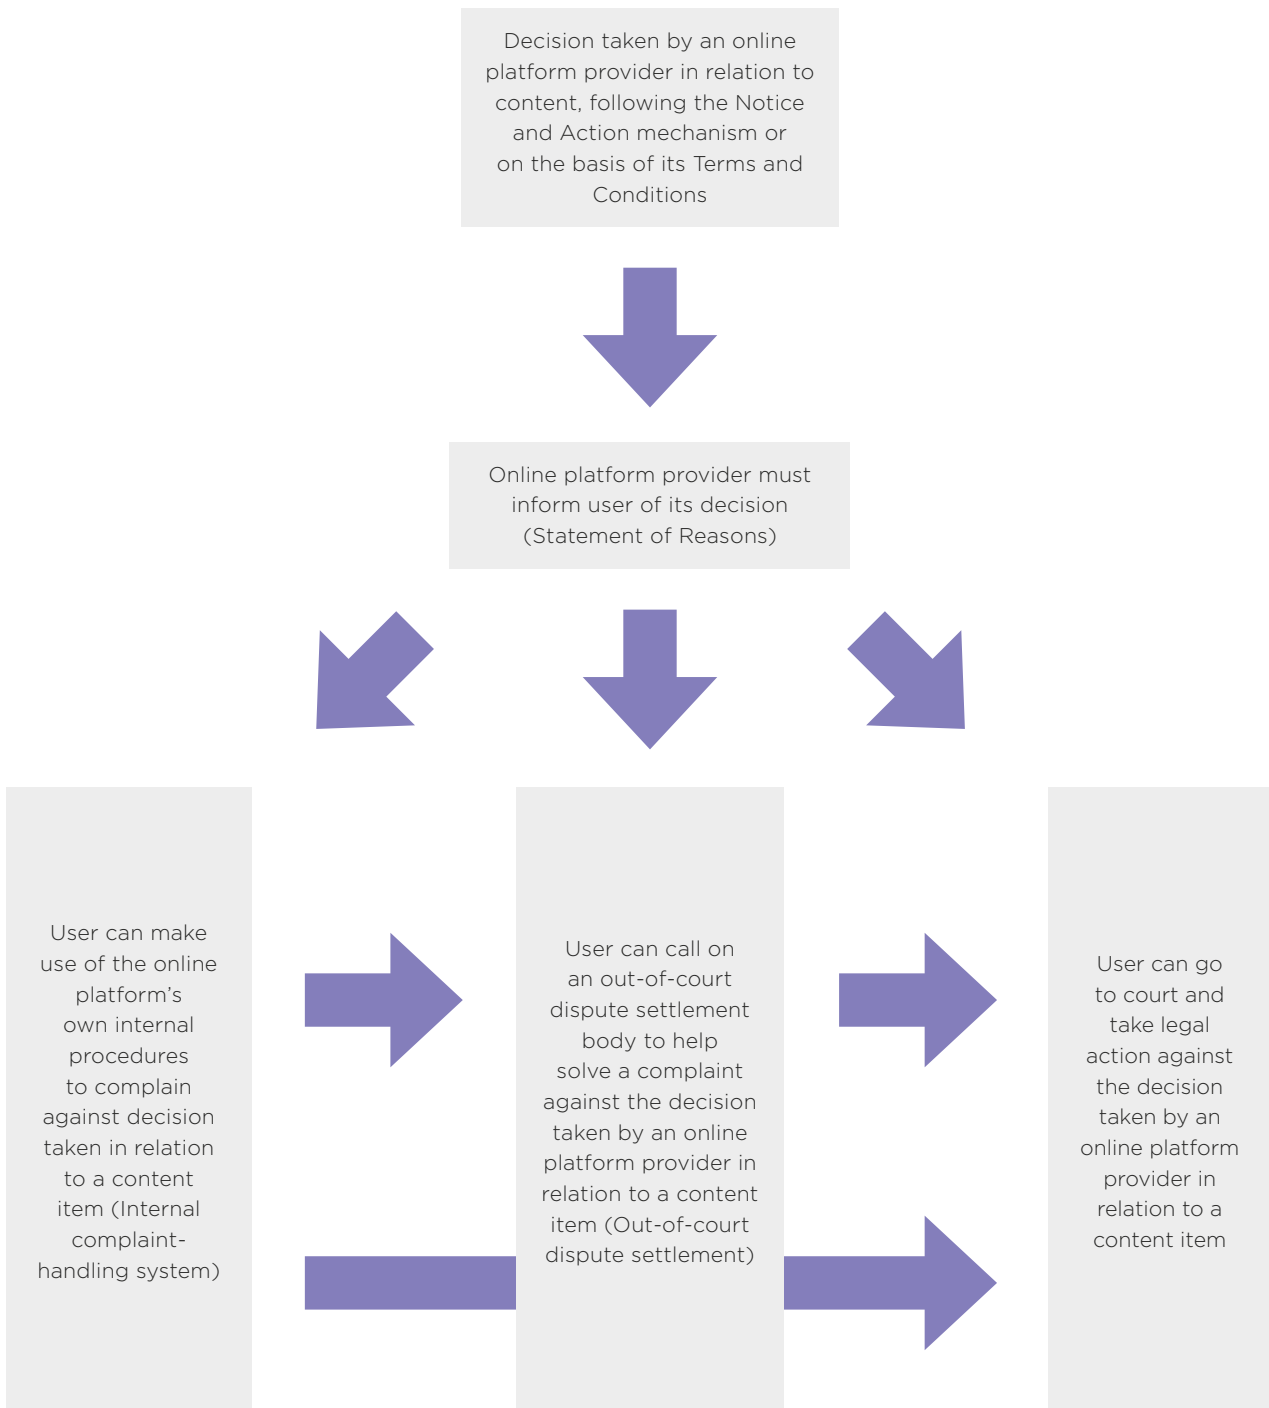 Decision taken by an online
platform provider in relation to
content, following the Notice
and Action mechanism or
on the basis of its Terms and
Conditions
Online platform provider must
inform user of its decision
(Statement of Reasons)
User can make
use of the online
platform’s
own internal
procedures
to complain
against decision
taken in relation
to a content
item (Internal
complaint-
handling system)
User can call on
an out-of-court
dispute settlement
body to help
solve a complaint
against the decision
taken by an online
platform provider in
relation to a content
item (Out-of-court
dispute settlement)
User can go
to court and
take legal
action against
the decision
taken by an
online platform
provider in
relation to a
content item